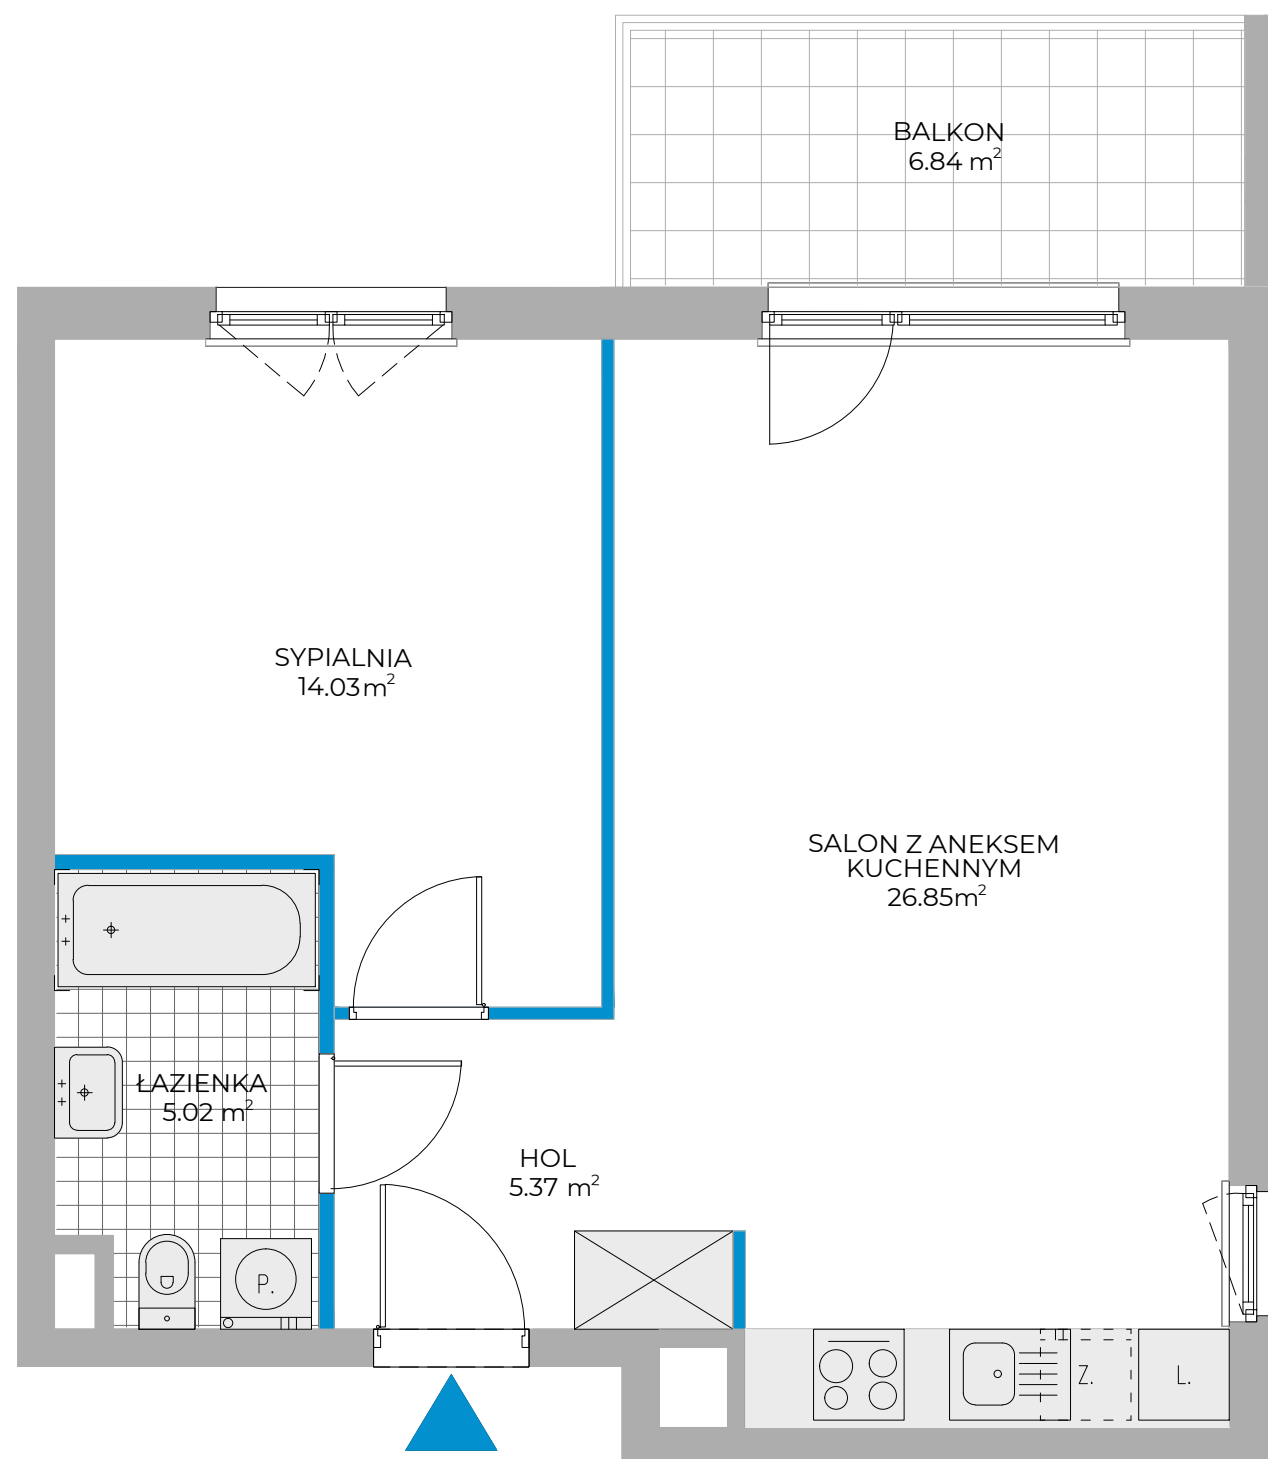 BALKON
6.84 m²
SYPIALNIA
14.03m²
SALON Z ANEKSEM
KUCHENNYM
26.85m²
ŁAZIENKA
5.02 m²
HOL
5.37 m²
P.
Z.
L.